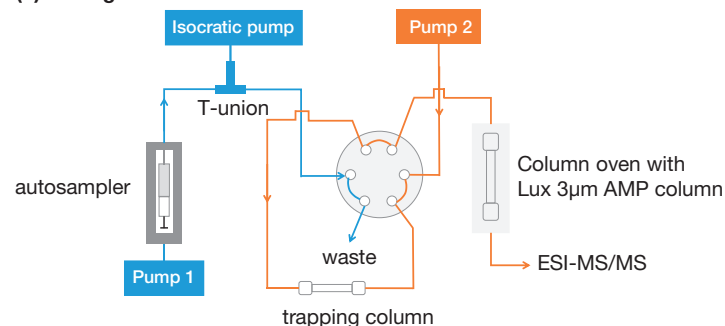 Isocratic pump
Pump 2
T-union
autosampler
Column oven with
Lux 3µm AMP column
waste
ESI-MS/MS
Pump 1
trapping column